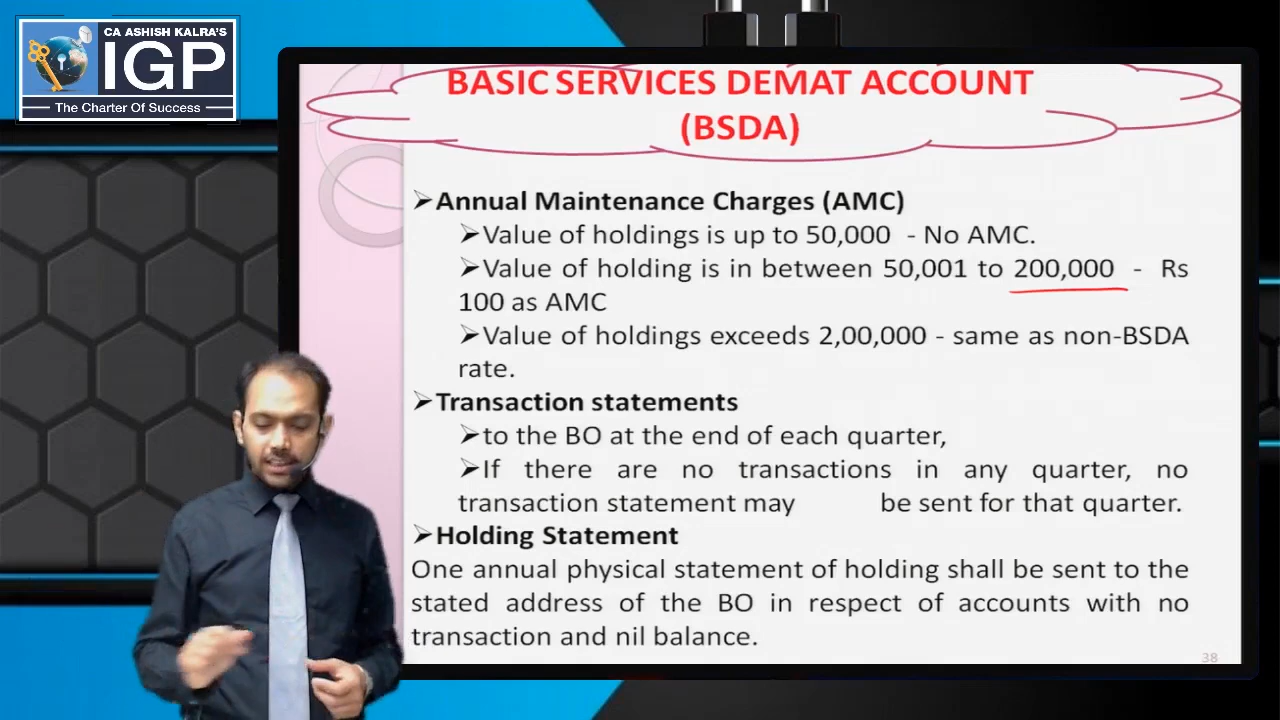 CA ASHISH KALRA'S
IGP
The Charter Of Success
BASIC SERVICES DEMAT ACCOUNT
(BSDA)
➢Annual Maintenance Charges (AMC)
➢Value of holdings is up to 50,000 - No AMC.
➢Value of holding is in between 50,001 to 200,000 - Rs
100 as AMC
➢Value of holdings exceeds 2,00,000 - same as non-BSDA
rate.
➢Transaction statements
➢to the BO at the end of each quarter,
➢If there are no transactions in any quarter, no
transaction statement may be sent for that quarter.
➢Holding Statement
One annual physical statement of holding shall be sent to the
stated address of the BO in respect of accounts with no
transaction and nil balance.
38